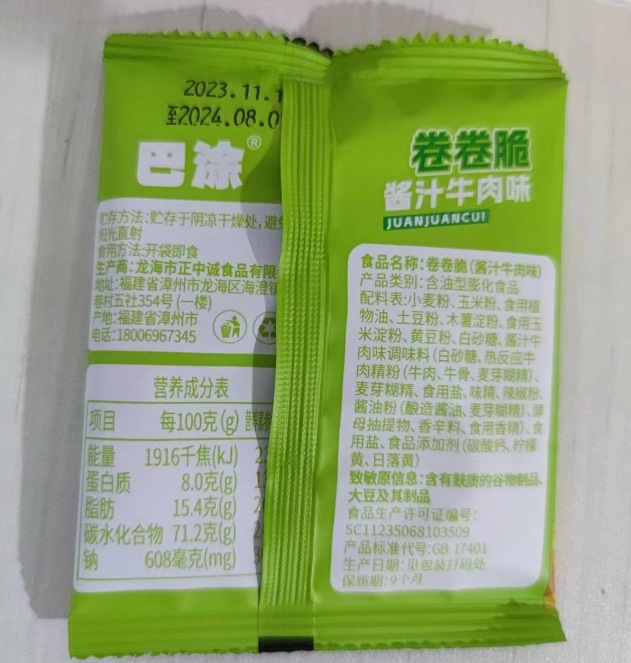 2023.11.1
至2024.08.0
巴涂®
贮存方法:贮存于阴凉干燥处,避免
阳光直射
食用方法:开袋即食
生产商:龙海市正中诚食品有限
地址:福建省漳州市龙海区海澄镇
巷村五社354号(一楼)
产地:福建省漳州市
电话:18006967345
营养成分表
项目 每100克(g) 营养素参
能量 1916千焦(kJ) 2
蛋白质 8.0克(g) 1
脂肪 15.4克(g) 2
碳水化合物 71.2克(g) 2
钠 608毫克(mg) 3
卷卷脆
酱汁牛肉味
JUANJUANCUI
食品名称:卷卷脆(酱汁牛肉味)
产品类别:含油型膨化食品
配料表:小麦粉、玉米粉、食用植
物油、土豆粉、木薯淀粉、食用玉
米淀粉、黄豆粉、白砂糖、酱汁牛
肉味调味料(白砂糖、热反应牛
肉精粉(牛肉、牛骨、麦芽糊精)、
麦芽糊精、食用盐、味精、辣椒粉、
酱油粉(酿造酱油、麦芽糊精)、酵
母抽提物、香辛料、食用香精)、食
用盐、食品添加剂(碳酸钙、柠檬
黄、日落黄)
致敏原信息:含有麸质的谷物制品、
大豆及其制品
食品生产许可证编号:
SC11235068103509
产品标准代号:GB 17401
生产日期:见包装打码处
保质期:9个月